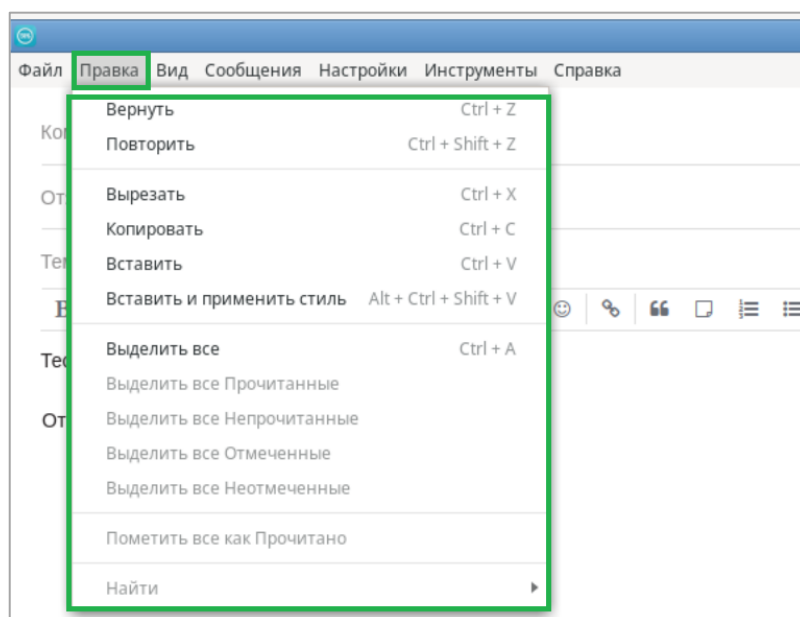 Файл Правка Вид Сообщения Настройки Инструменты Справка
Вернуть Ctrl + Z
Повторить Ctrl + Shift + Z
Вырезать Ctrl + X
Копировать Ctrl + C
Вставить Ctrl + V
Вставить и применить стиль Alt + Ctrl + Shift + V
B
Выделить все Ctrl + A
Выделить все Прочитанные
Выделить все Непрочитанные
Выделить все Отмеченные
Выделить все Неотмеченные
Пометить все как Прочитано
Найти